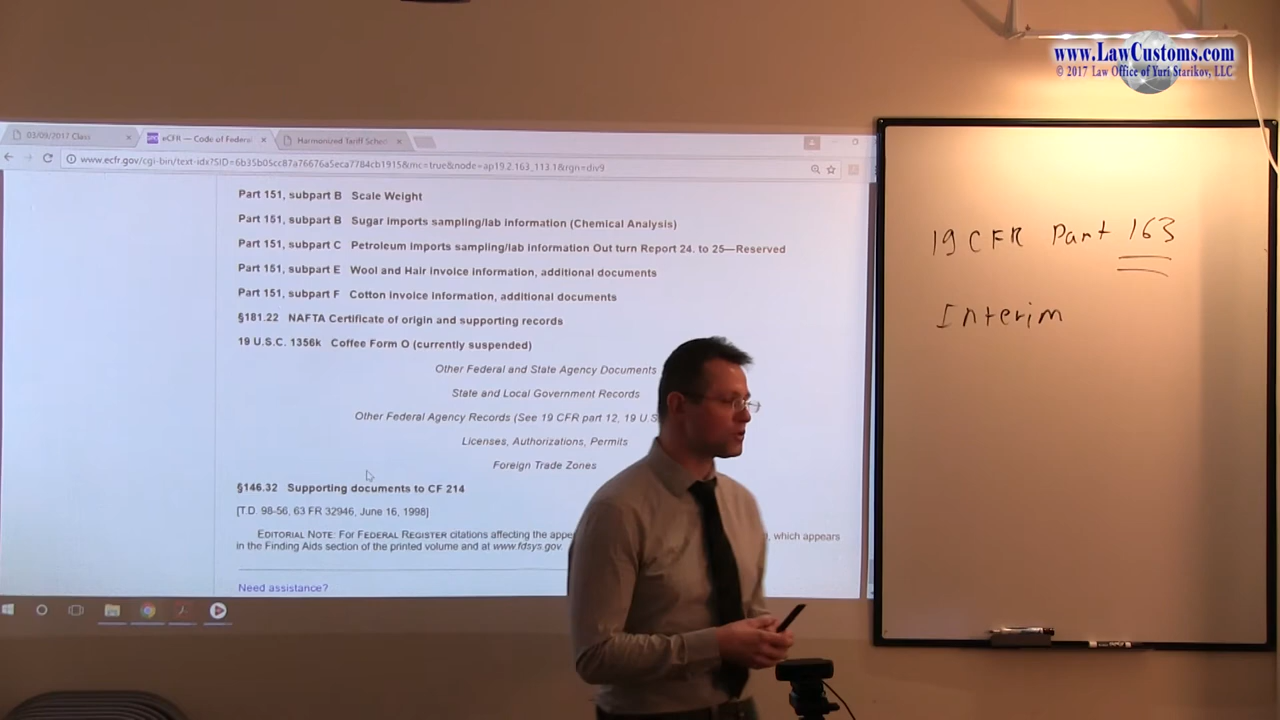 www.LawCustoms.com
© 2017 Law Office of Yuri Starikov, LLC
03/09/2017 Class
eCFR — Code of Federal
Harmonized Tariff Sched
www.ecfr.gov/cgi-bin/text-idx?SID=6b35b05cc87a76676a5eca7784cb1915&mc=true&node=ap19.2.163_113.1&rgn=div9
Part 151, subpart B Scale Weight
Part 151, subpart B Sugar imports sampling/lab information (Chemical Analysis)
Part 151, subpart C Petroleum imports sampling/lab information Out turn Report 24. to 25—Reserved
Part 151, subpart E Wool and Hair invoice information, additional documents
Part 151, subpart F Cotton invoice information, additional documents
§181.22 NAFTA Certificate of origin and supporting records
19 U.S.C. 1356k Coffee Form O (currently suspended)
Other Federal and State Agency Documents
State and Local Government Records
Other Federal Agency Records (See 19 CFR part 12, 19 U.S
Licenses, Authorizations, Permits
Foreign Trade Zones
§146.32 Supporting documents to CF 214
[T.D. 98-56, 63 FR 32946, June 16, 1998]
EDITORIAL NOTE: For FEDERAL REGISTER citations affecting the appe , which appears
in the Finding Aids section of the printed volume and at www.fdsys.gov.
Need assistance?
19 CFR Part 163
Interim